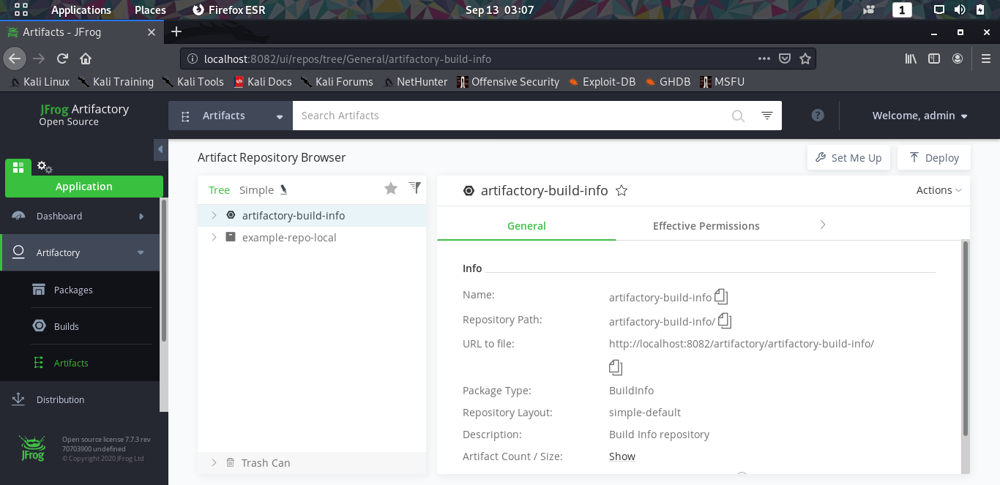 Applications Places Firefox ESR Sep 13 03:07 1
Artifacts - JFrog
localhost:8082/ui/repos/tree/General/artifactory-build-info
Kali Linux Kali Training Kali Tools Kali Docs Kali Forums NetHunter Offensive Security Exploit-DB GHDB MSFU
JFrog Artifactory
Open Source
Artifacts Search Artifacts ? Welcome, admin
Artifact Repository Browser Set Me Up Deploy
Application
Dashboard
Artifactory
Packages
Builds
Artifacts
Distribution
JFrog
Open source license 7.7.3 rev
70703900 undefined
© Copyright 2020 JFrog Ltd
Tree Simple
artifactory-build-info
example-repo-local
Trash Can
artifactory-build-info Actions
General Effective Permissions
Info
Name: artifactory-build-info
Repository Path: artifactory-build-info/
URL to file: http://localhost:8082/artifactory/artifactory-build-info/
Package Type: BuildInfo
Repository Layout: simple-default
Description: Build Info repository
Artifact Count / Size: Show